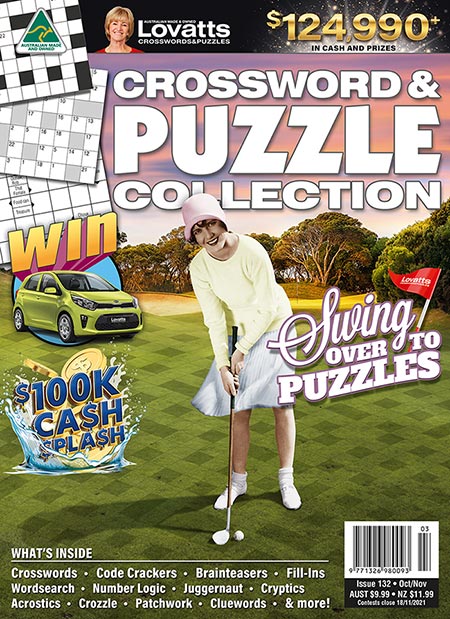 22
AUSTRALIAN MADE
AND OWNED
AUSTRALIAN MADE & OWNED
Lovatts
CROSSWORDS&PUZZLES
$124,990+
IN CASH AND PRIZES
CROSSWORD &
PUZZLE
COLLECTION
WIN
Lovatts
$100K
CASH
SPLASH
Lovatts
Swing
OVER TO
PUZZLES
WHAT'S INSIDE
Crosswords • Code Crackers • Brainteasers • Fill-Ins
Wordsearch • Number Logic • Juggernaut • Cryptics
Acrostics • Crozzle • Patchwork • Cluewords • & more!
03
9 771326 980093
Issue 132 • Oct/Nov
AUST $9.99 • NZ $11.99
Contests close 18/11/2021